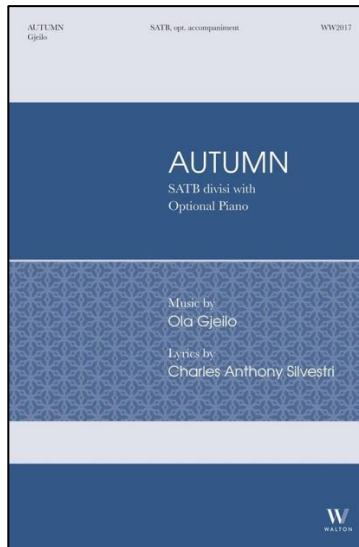 AUTUMN SATB, opt. accompaniment WW2017
Gjeilo
AUTUMN
SATB divisi with
Optional Piano
Music by
Ola Gjeilo
Lyrics by
Charles Anthony Silvestri
W
WALTON